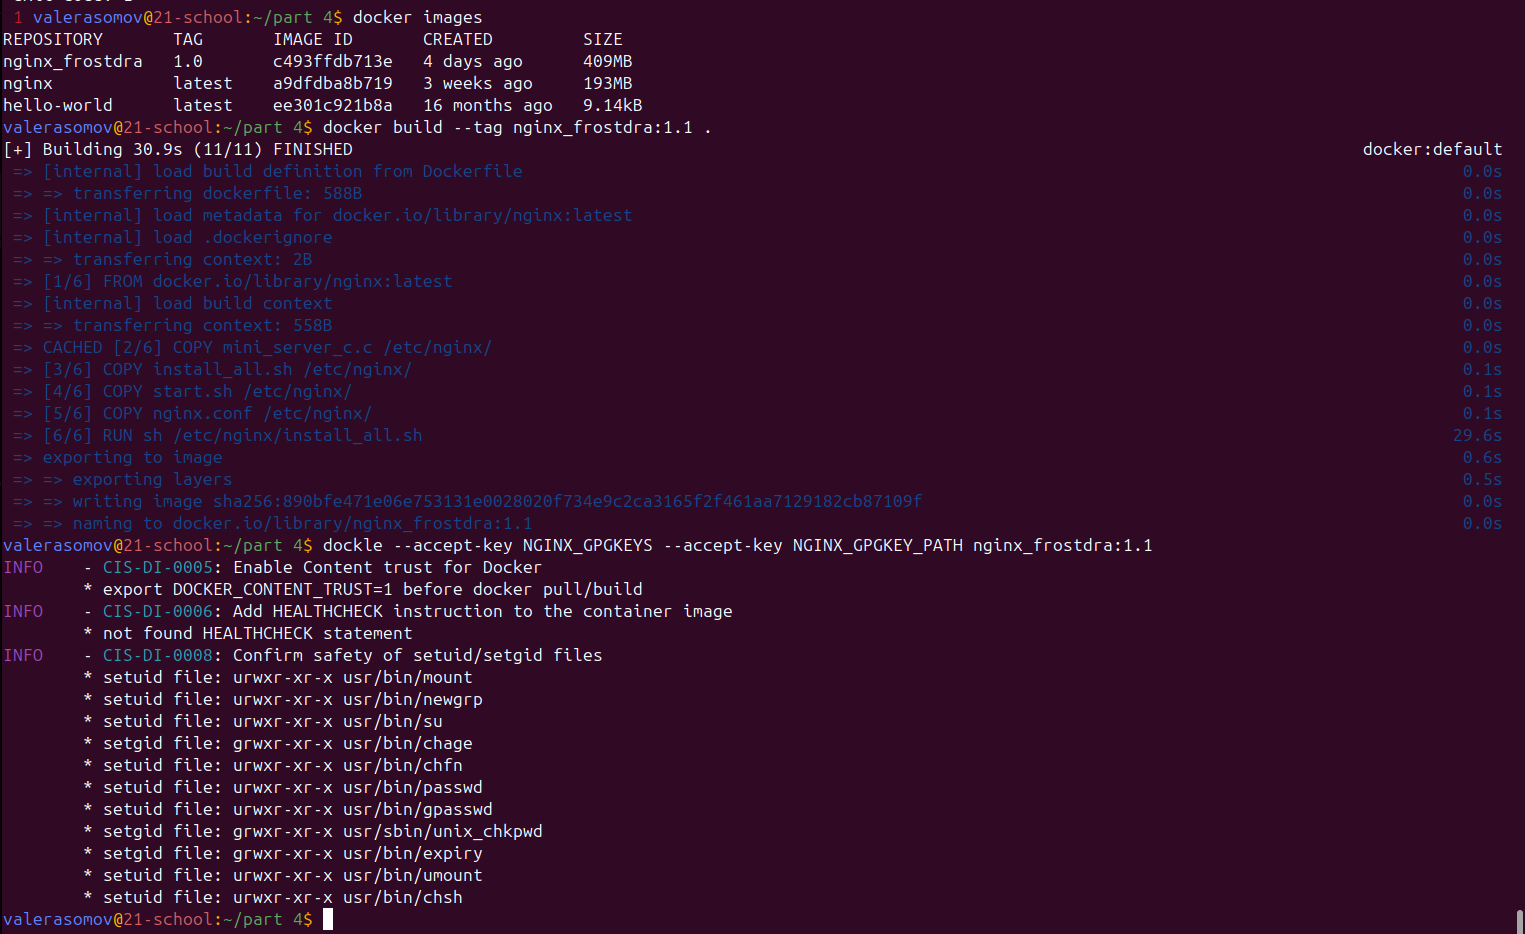 1 valerasomov@21-school:~/part 4$ docker images
REPOSITORY TAG IMAGE ID CREATED SIZE
nginx_frostdra 1.0 c493ffdb713e 4 days ago 409MB
nginx latest a9dfdba8b719 3 weeks ago 193MB
hello-world latest ee301c921b8a 16 months ago 9.14kB
valerasomov@21-school:~/part 4$ docker build --tag nginx_frostdra:1.1 .
[+] Building 30.9s (11/11) FINISHED docker:default
=> [internal] load build definition from Dockerfile 0.0s
=> => transferring dockerfile: 588B 0.0s
=> [internal] load metadata for docker.io/library/nginx:latest 0.0s
=> [internal] load .dockerignore 0.0s
=> => transferring context: 2B 0.0s
=> [1/6] FROM docker.io/library/nginx:latest 0.0s
=> [internal] load build context 0.0s
=> => transferring context: 558B 0.0s
=> CACHED [2/6] COPY mini_server_c.c /etc/nginx/ 0.0s
=> [3/6] COPY install_all.sh /etc/nginx/ 0.1s
=> [4/6] COPY start.sh /etc/nginx/ 0.1s
=> [5/6] COPY nginx.conf /etc/nginx/ 0.1s
=> [6/6] RUN sh /etc/nginx/install_all.sh 29.6s
=> exporting to image 0.6s
=> => exporting layers 0.5s
=> => writing image sha256:890bfe471e06e753131e0028020f734e9c2ca3165f2f461aa7129182cb87109f 0.0s
=> => naming to docker.io/library/nginx_frostdra:1.1 0.0s
valerasomov@21-school:~/part 4$ dockle --accept-key NGINX_GPGKEYS --accept-key NGINX_GPGKEY_PATH nginx_frostdra:1.1
INFO - CIS-DI-0005: Enable Content trust for Docker
* export DOCKER_CONTENT_TRUST=1 before docker pull/build
INFO - CIS-DI-0006: Add HEALTHCHECK instruction to the container image
* not found HEALTHCHECK statement
INFO - CIS-DI-0008: Confirm safety of setuid/setgid files
* setuid file: urwxr-xr-x usr/bin/mount
* setuid file: urwxr-xr-x usr/bin/newgrp
* setuid file: urwxr-xr-x usr/bin/su
* setgid file: grwxr-xr-x usr/bin/chage
* setuid file: urwxr-xr-x usr/bin/chfn
* setuid file: urwxr-xr-x usr/bin/passwd
* setuid file: urwxr-xr-x usr/bin/gpasswd
* setgid file: grwxr-xr-x usr/sbin/unix_chkpwd
* setgid file: grwxr-xr-x usr/bin/expiry
* setuid file: urwxr-xr-x usr/bin/umount
* setuid file: urwxr-xr-x usr/bin/chsh
valerasomov@21-school:~/part 4$